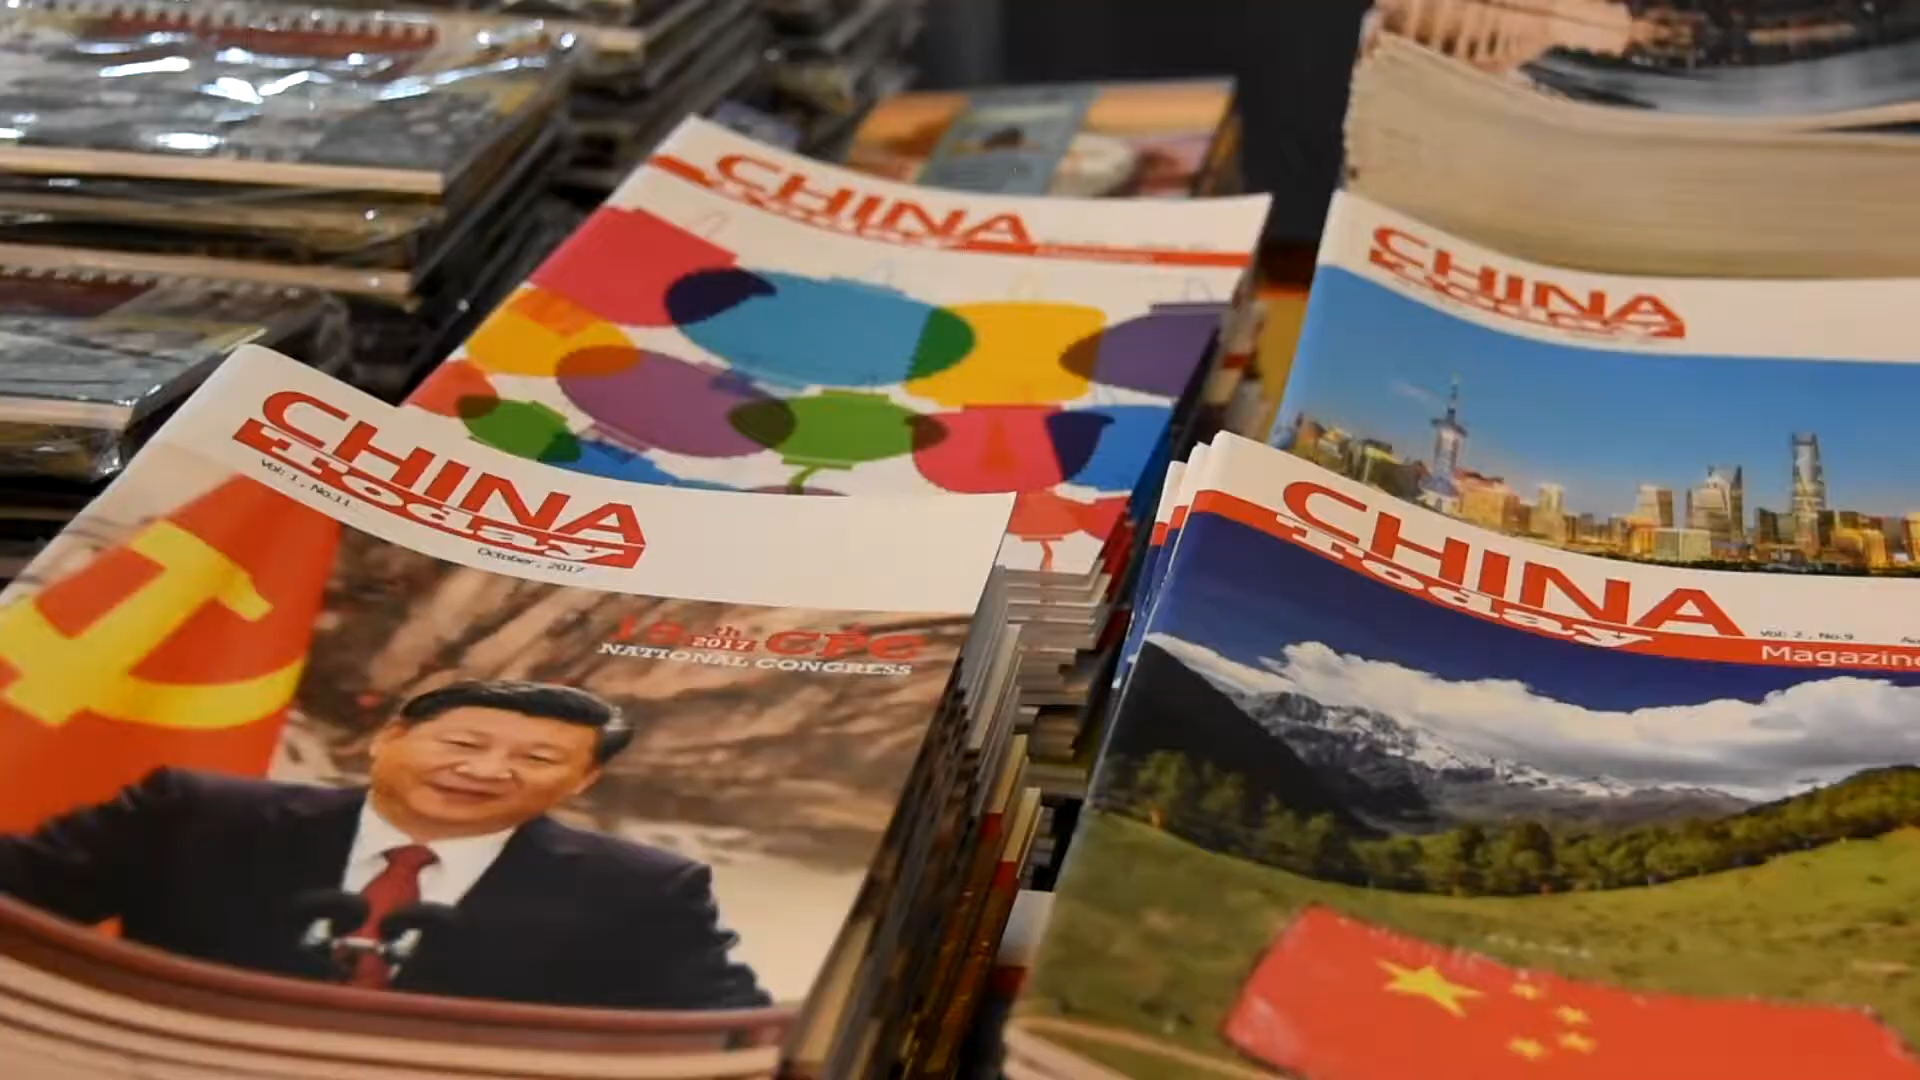 CHINA
Today
CHINA
Today
CHINA
Today
Vol: 1, No.11
October, 2017
19th 2017 CPC
NATIONAL CONGRESS
CHINA
Today
Vol: 2, No.9
Magazine